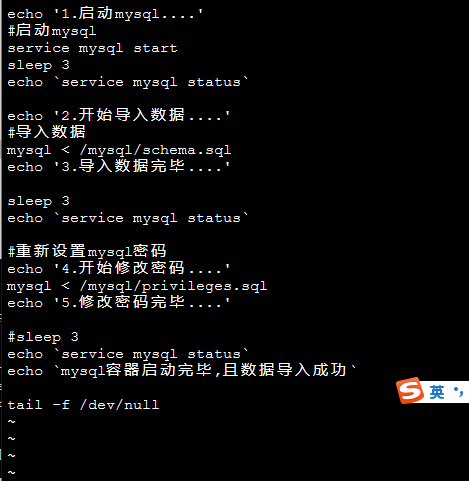 echo '1.启动mysql....'
#启动mysql
service mysql start
sleep 3
echo `service mysql status`
echo '2.开始导入数据....'
#导入数据
mysql < /mysql/schema.sql
echo '3.导入数据完毕....'
sleep 3
echo `service mysql status`
#重新设置mysql密码
echo '4.开始修改密码....'
mysql < /mysql/privileges.sql
echo '5.修改密码完毕....'
#sleep 3
echo `service mysql status`
echo `mysql容器启动完毕,且数据导入成功`
S 英 •,
tail -f /dev/null
~
~
~
~